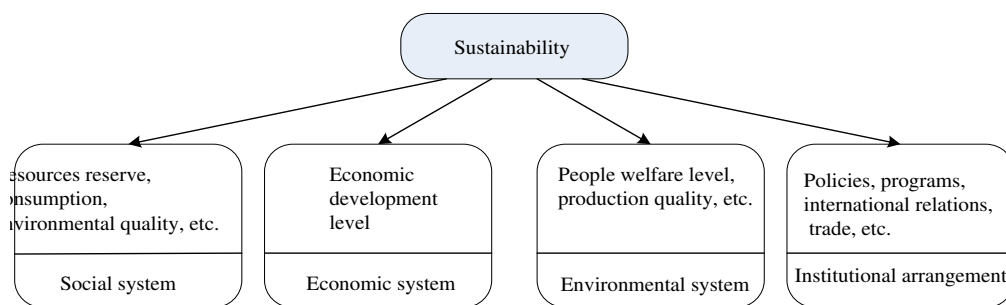 Sustainability
esources reserve,
onsumption,
nvironmental quality, etc.
Social system
Economic
development
level
Economic system
People welfare level,
production quality, etc.
Environmental system
Policies, programs,
international relations,
trade, etc.
Institutional arrangement